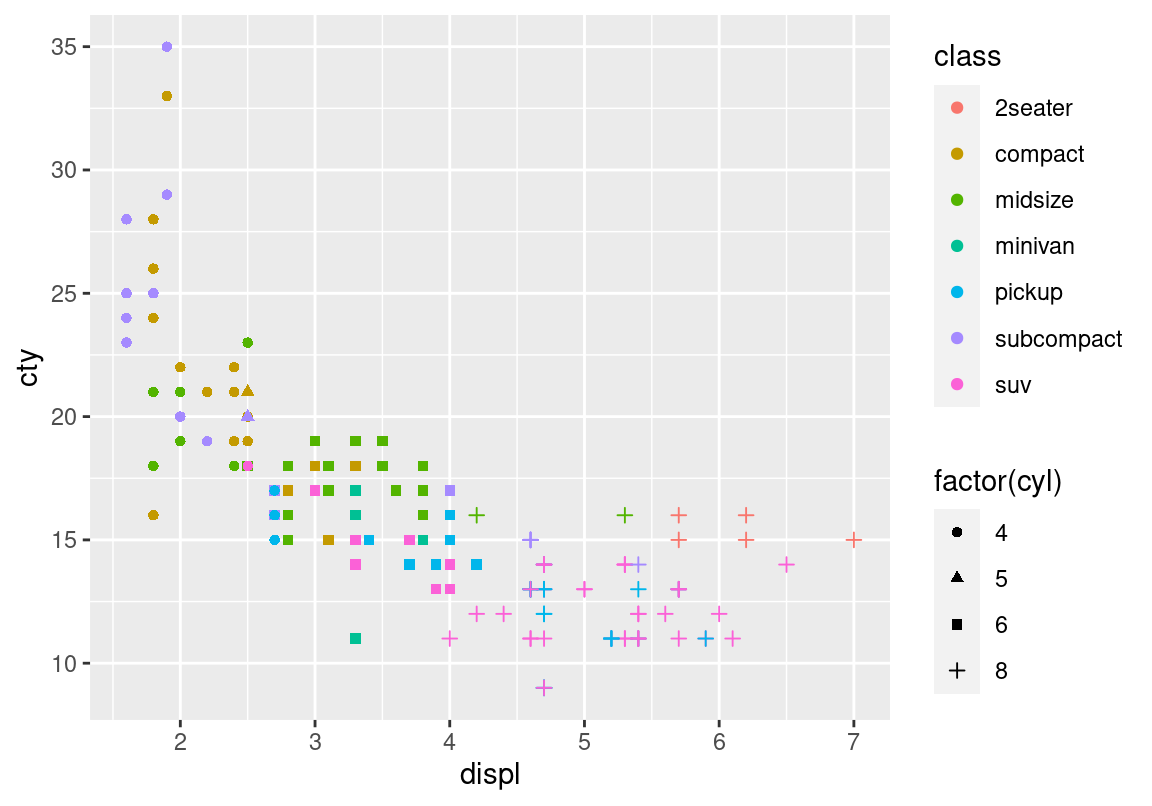 35
30
25
20
15
10
cty
2
3
4
5
6
7
displ
class
2seater
compact
midsize
minivan
pickup
subcompact
suv
factor(cyl)
4
5
6
8